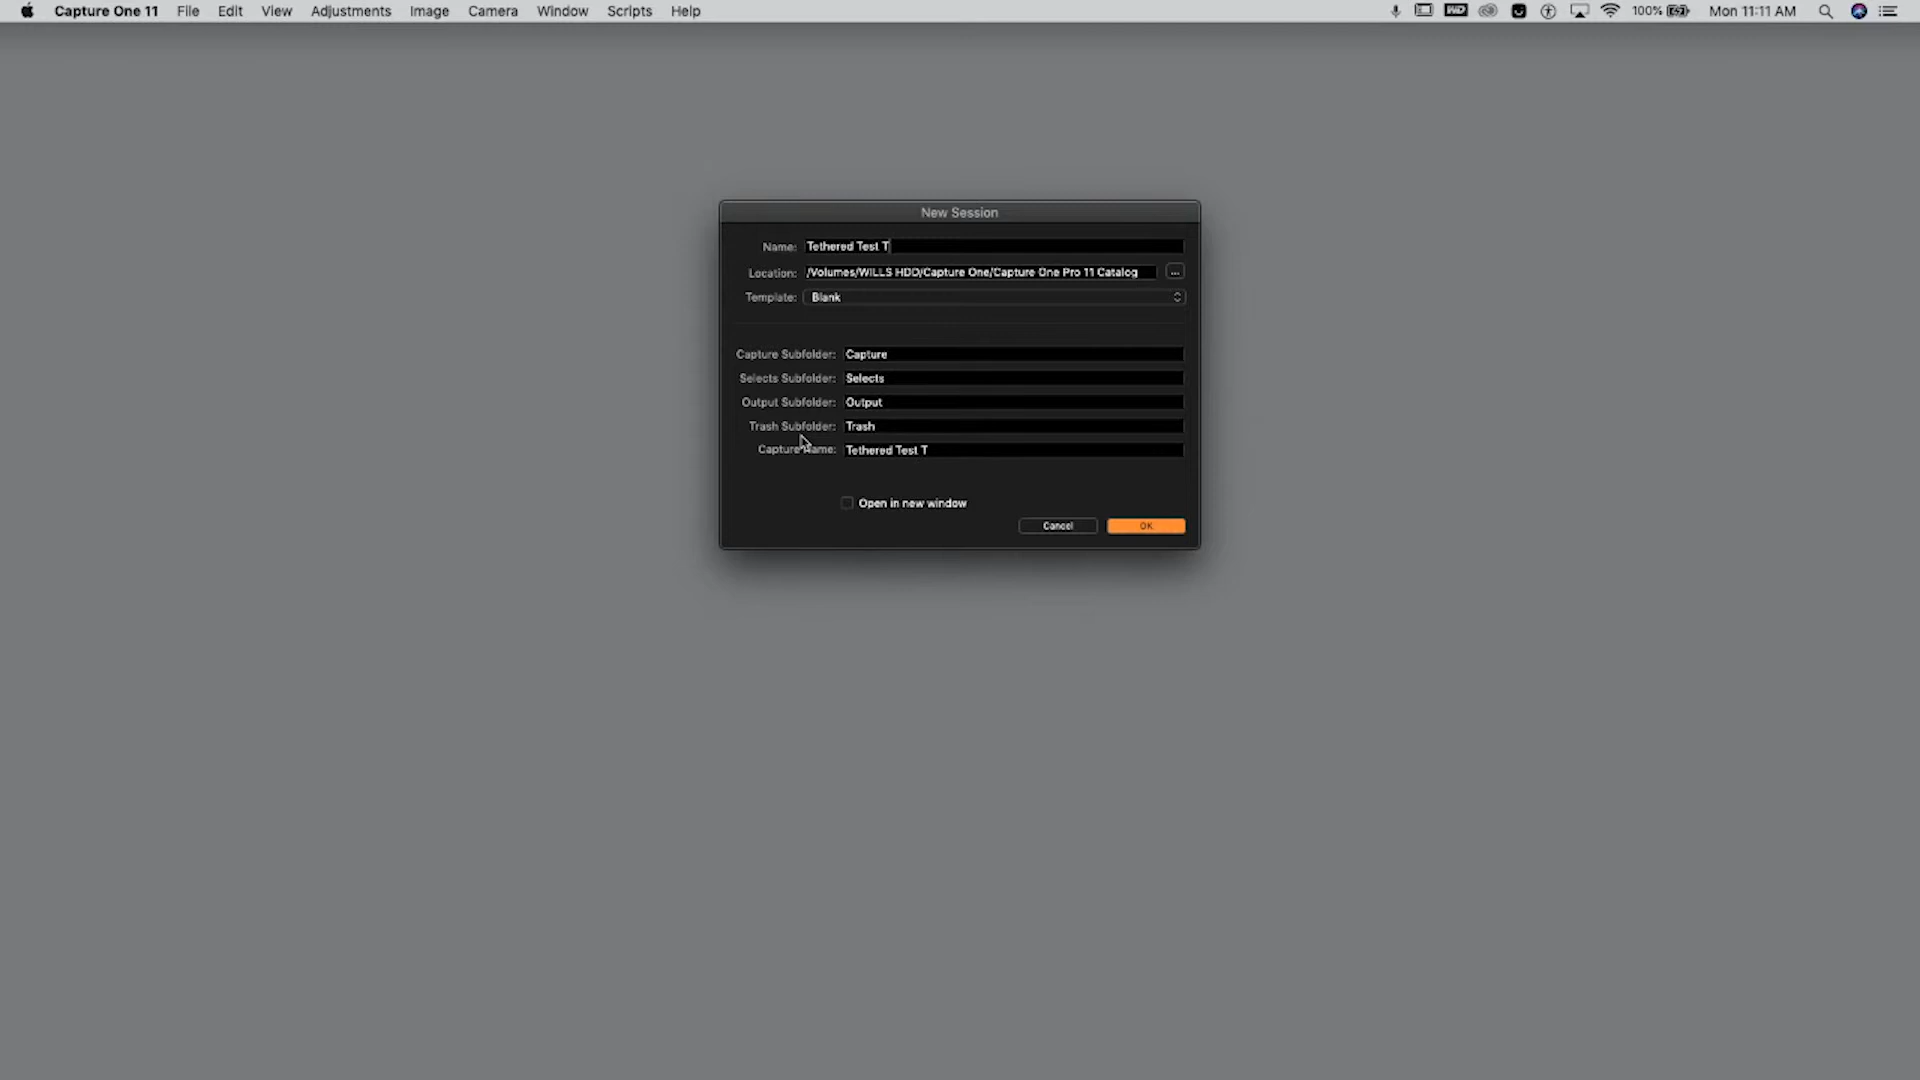 Capture One 11 File Edit View Adjustments Image Camera Window Scripts Help WD 100% Mon 11:11 AM
New Session
Name: Tethered Test T
Location: /Volumes/WILLS HDD/Capture One/Capture One Pro 11 Catalog ...
Template: Blank
Capture Subfolder: Capture
Selects Subfolder: Selects
Output Subfolder: Output
Trash Subfolder: Trash
Capture Name: Tethered Test T
Open in new window
Cancel OK